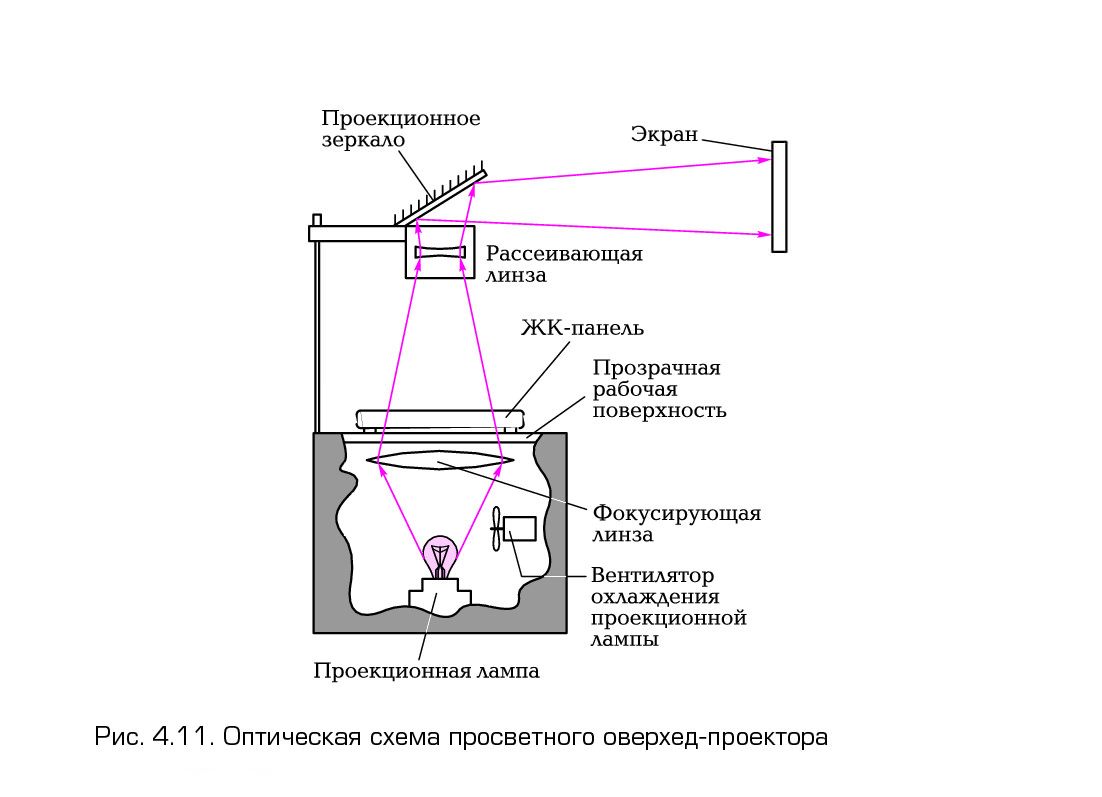 Проекционное
зеркало
Экран
Рассеивающая
линза
ЖК-панель
Прозрачная
рабочая
поверхность
Фокусирующая
линза
Вентилятор
охлаждения
проекционной
лампы
Проекционная лампа
Рис. 4.11. Оптическая схема просветного оверхед-проектора